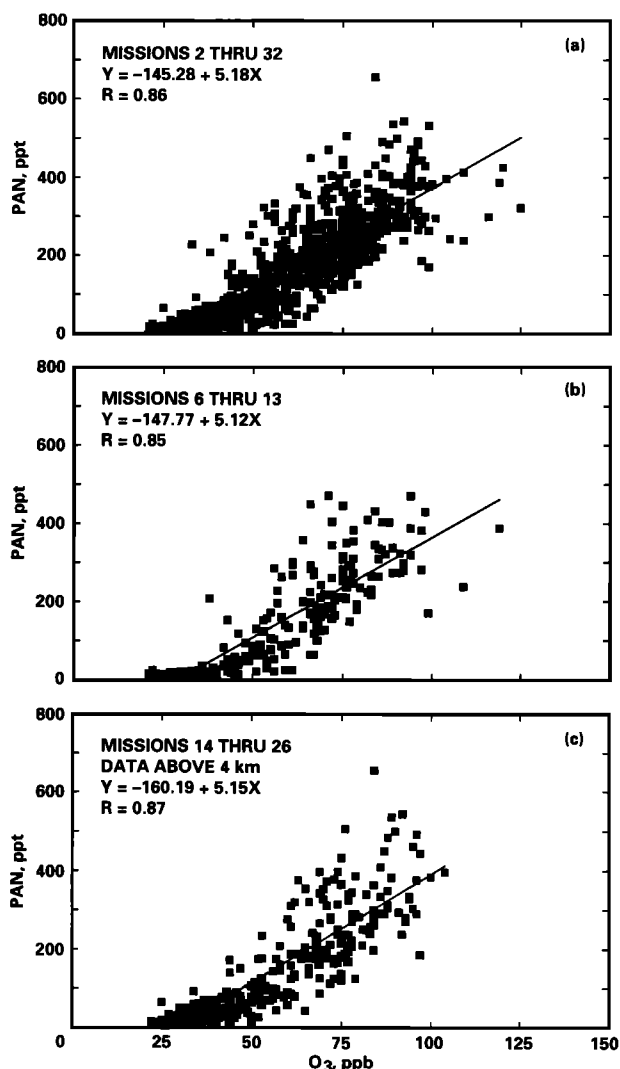 800
(a)
MISSIONS 2 THRU 32
Y = −145.28 + 5.18X
R = 0.86
600
400
200
0
PAN, ppt
800
(b)
MISSIONS 6 THRU 13
Y = −147.77 + 5.12X
R = 0.85
600
400
200
0
PAN, ppt
800
(c)
MISSIONS 14 THRU 26
DATA ABOVE 4 km
Y = −160.19 + 5.15X
R = 0.87
600
400
200
PAN, ppt
0 25 50 75 100 125 150
O₃, ppb